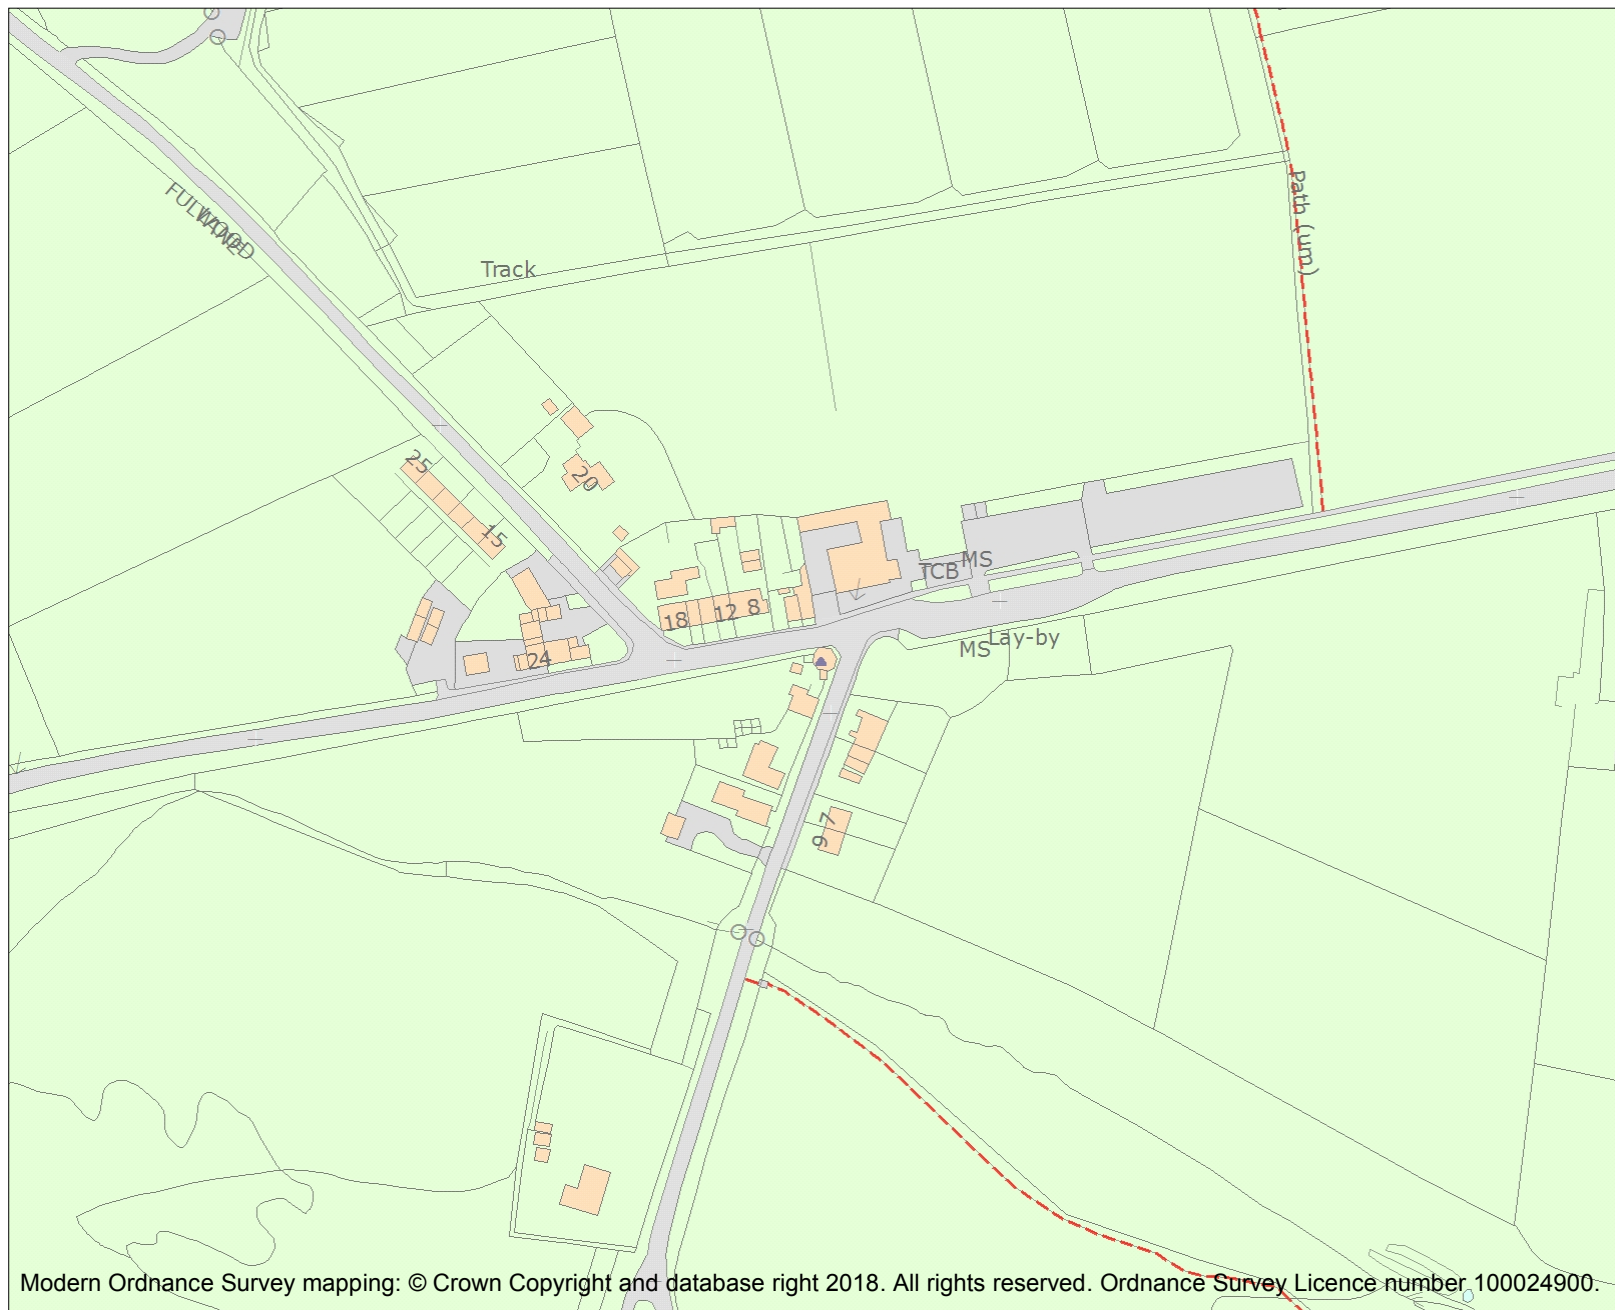 FULWOOD
LANE
Track
Path (um)
25
20
15
MS
TCB
18
12
8
Lay-by
MS
24
7
9
Modern Ordnance Survey mapping: © Crown Copyright and database right 2018. All rights reserved. Ordnance Survey Licence number 100024900.